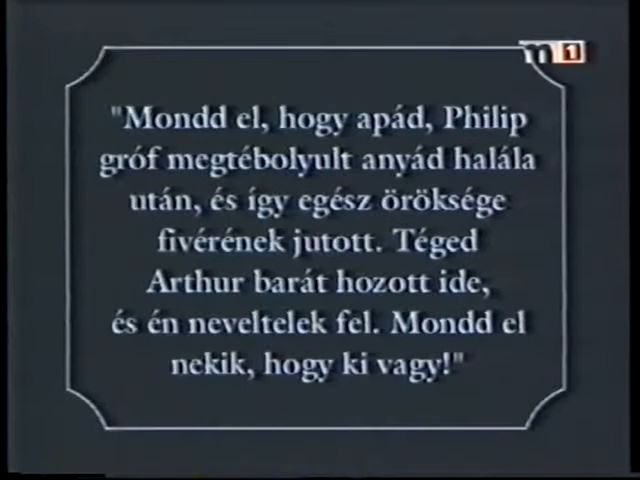 m1
"Mondd el, hogy apád, Philip
gróf megtébolyult anyád halála
után, és így egész öröksége
fivérének jutott. Téged
Arthur barát hozott ide,
és én neveltelek fel. Mondd el
nekik, hogy ki vagy!"